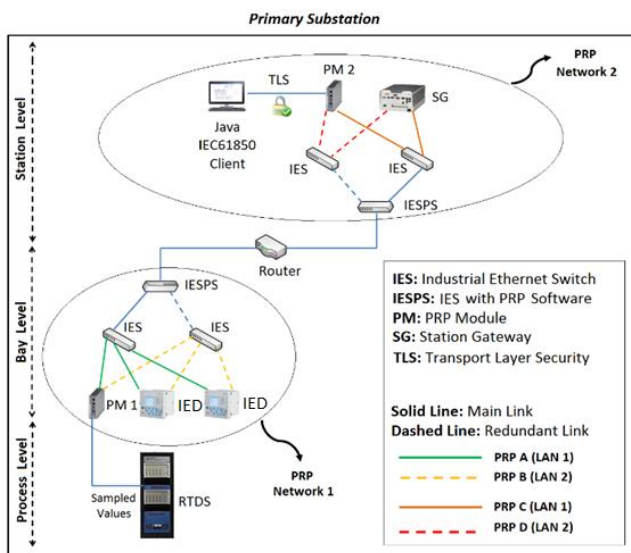 Primary Substation
PRP
Network 2
Station Level
TLS
PM 2
SG
Java
IEC61850
Client
IES
IES
IESPS
Router
Bay Level
IESPS
IES
IES
PM 1
IED
IED
PRP
Network 1
Process Level
Sampled
Values
RTDS
IES: Industrial Ethernet Switch
IESPS: IES with PRP Software
PM: PRP Module
SG: Station Gateway
TLS: Transport Layer Security
Solid Line: Main Link
Dashed Line: Redundant Link
PRP A (LAN 1)
PRP B (LAN 2)
PRP C (LAN 1)
PRP D (LAN 2)